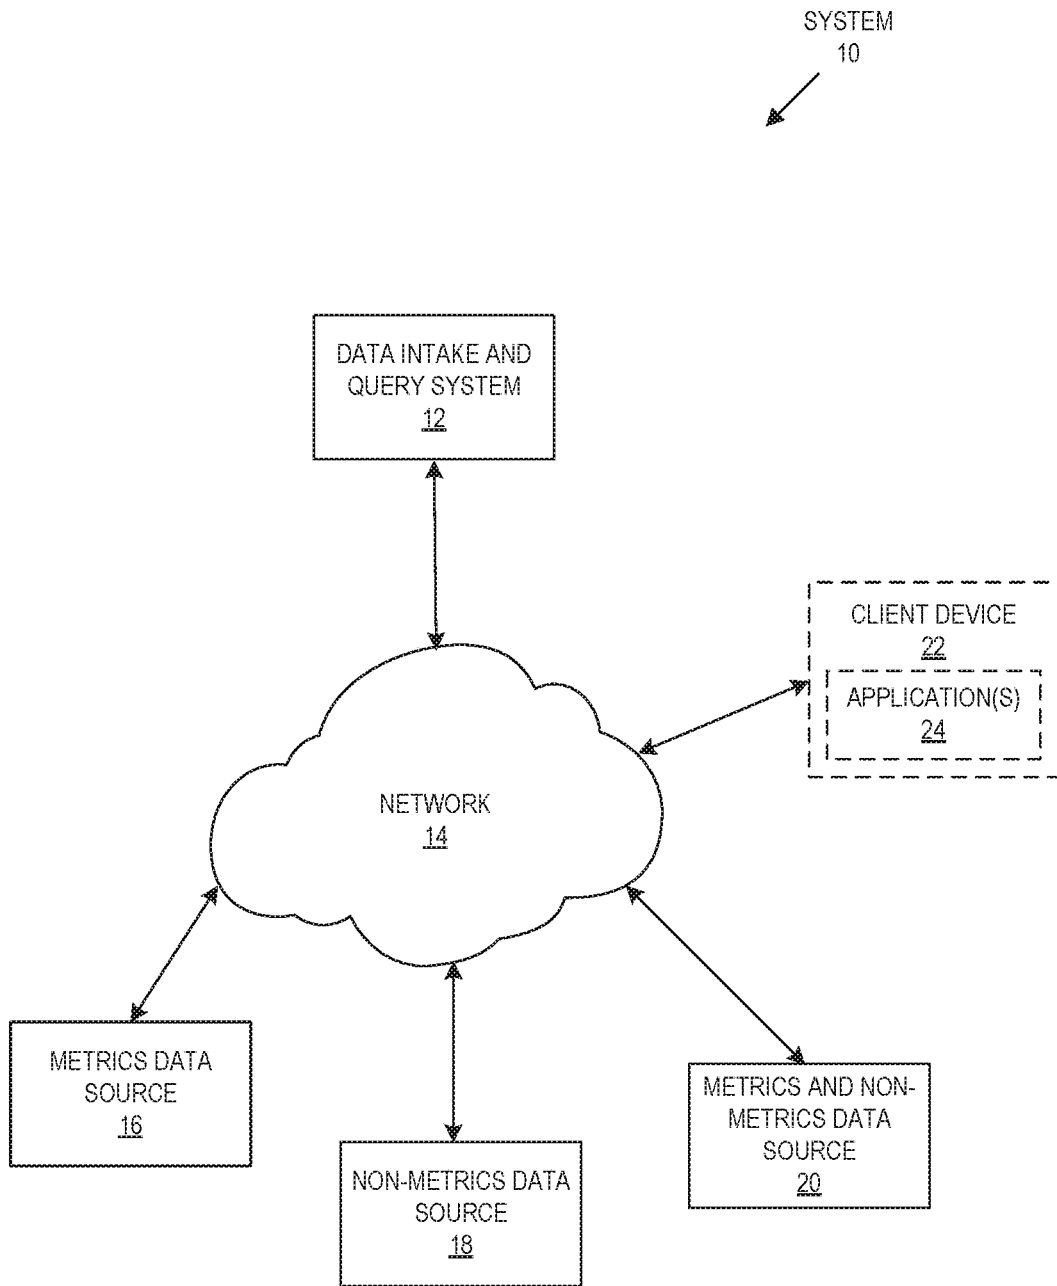 SYSTEM
10
DATA INTAKE AND
QUERY SYSTEM
12
CLIENT DEVICE
22
APPLICATION(S)
24
NETWORK
14
METRICS DATA
SOURCE
16
NON-METRICS DATA
SOURCE
18
METRICS AND NON-
METRICS DATA
SOURCE
20